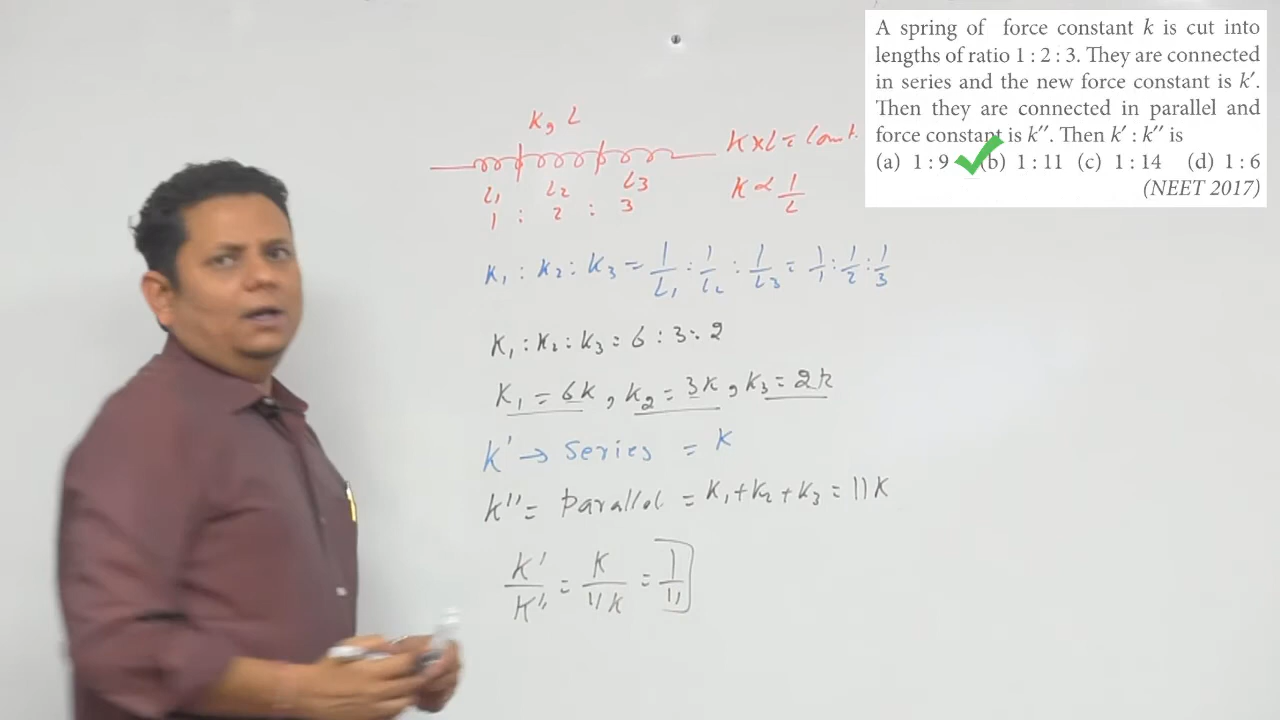 A spring of force constant k is cut into
lengths of ratio 1 : 2 : 3. They are connected
in series and the new force constant is k′.
Then they are connected in parallel and
force constant is k″. Then k′ : k″ is
(a) 1 : 9 (b) 1 : 11 (c) 1 : 14 (d) 1 : 6
(NEET 2017)
K, L
K × L = Const.
L₁ L₂ L₃
1 : 2 : 3
K ∝ 1/L
K₁ : K₂ : K₃ = 1/L₁ : 1/L₂ : 1/L₃ = 1/1 : 1/2 : 1/3
K₁ : K₂ : K₃ = 6 : 3 : 2
K₁ = 6K, K₂ = 3K, K₃ = 2K
K′ → Series = K
K″ = Parallel = K₁ + K₂ + K₃ = 11K
K′/K″ = K/11K = 1/11